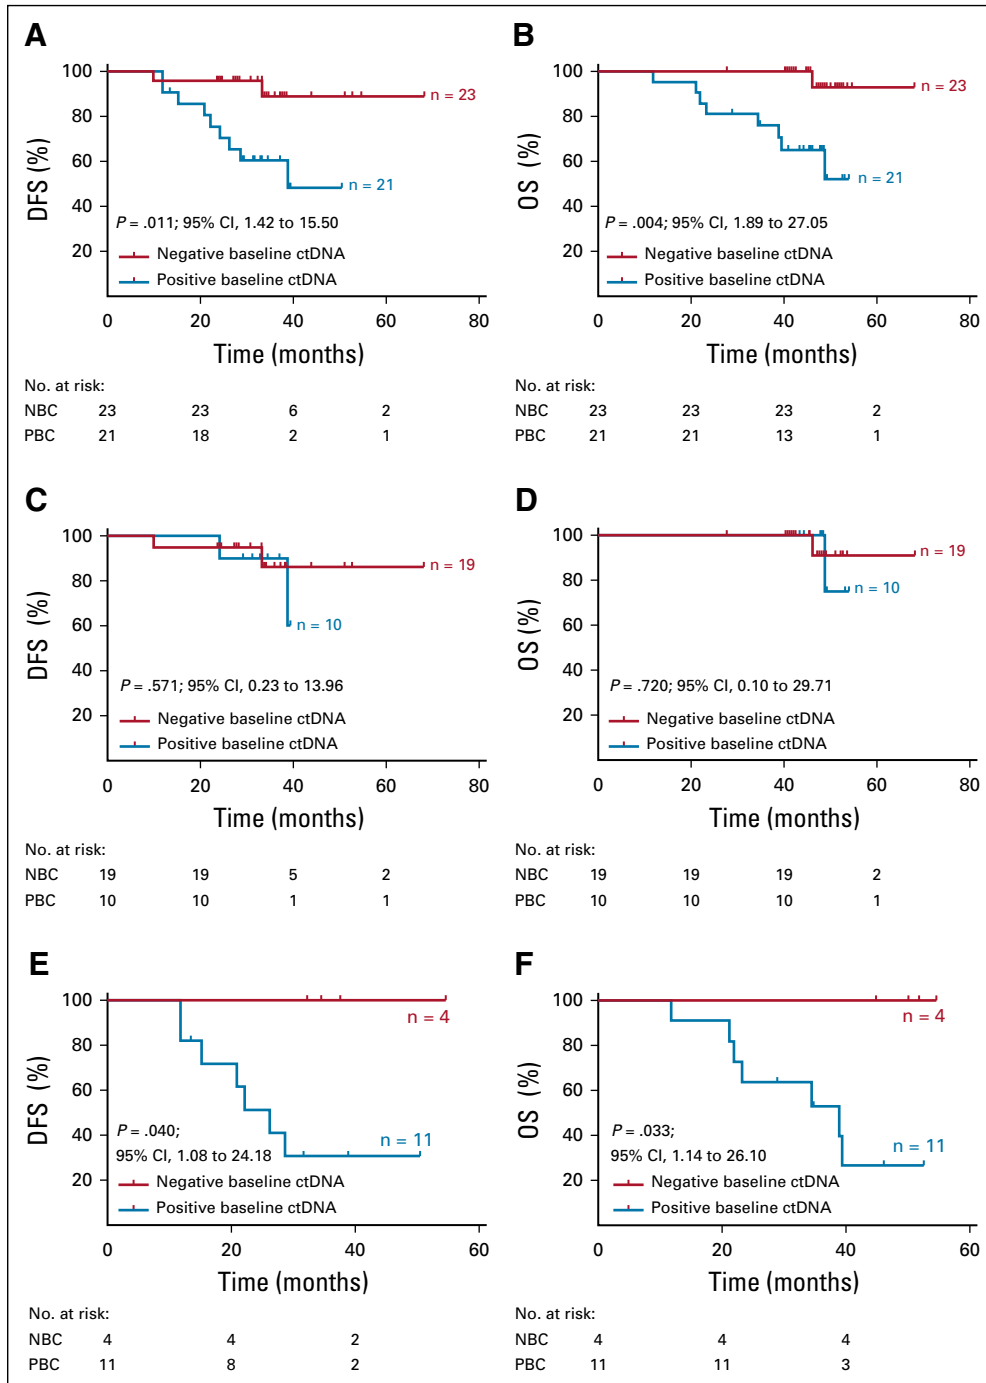 A
DFS (%)
100
80
60
40
20
n = 23
n = 21
P = .011; 95% CI, 1.42 to 15.50
Negative baseline ctDNA
Positive baseline ctDNA
0 20 40 60 80
Time (months)
No. at risk:
NBC 23 23 6 2
PBC 21 18 2 1
B
OS (%)
100
80
60
40
20
n = 23
n = 21
P = .004; 95% CI, 1.89 to 27.05
Negative baseline ctDNA
Positive baseline ctDNA
0 20 40 60 80
Time (months)
No. at risk:
NBC 23 23 23 2
PBC 21 21 13 1
C
DFS (%)
100
80
60
40
20
n = 19
n = 10
P = .571; 95% CI, 0.23 to 13.96
Negative baseline ctDNA
Positive baseline ctDNA
0 20 40 60 80
Time (months)
No. at risk:
NBC 19 19 5 2
PBC 10 10 1 1
D
OS (%)
100
80
60
40
20
n = 19
n = 10
P = .720; 95% CI, 0.10 to 29.71
Negative baseline ctDNA
Positive baseline ctDNA
0 20 40 60 80
Time (months)
No. at risk:
NBC 19 19 19 2
PBC 10 10 10 1
E
DFS (%)
100
80
60
40
20
n = 4
n = 11
P = .040;
95% CI, 1.08 to 24.18
Negative baseline ctDNA
Positive baseline ctDNA
0 20 40 60
Time (months)
No. at risk:
NBC 4 4 2
PBC 11 8 2
F
OS (%)
100
80
60
40
20
n = 4
n = 11
P = .033;
95% CI, 1.14 to 26.10
Negative baseline ctDNA
Positive baseline ctDNA
0 20 40 60
Time (months)
No. at risk:
NBC 4 4 4
PBC 11 11 3